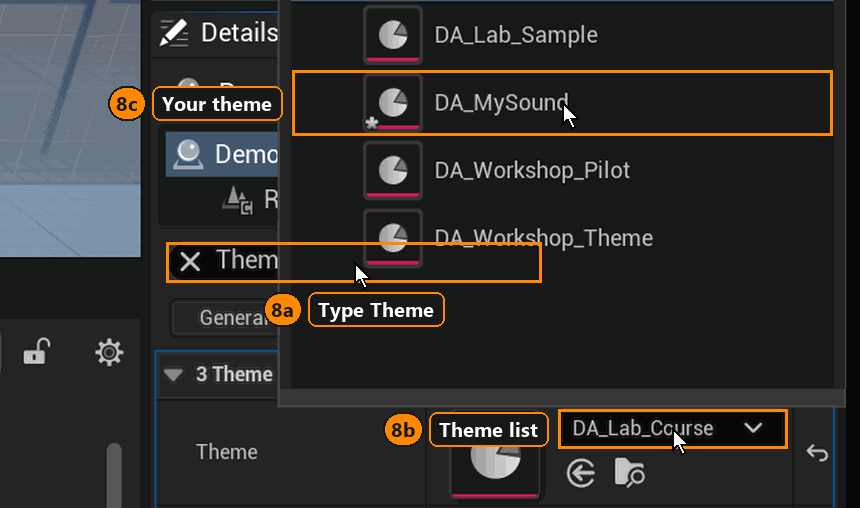 Details
DA_Lab_Sample
8c Your theme
DA_MySound
Demo
DA_Workshop_Pilot
R
DA_Workshop_Theme
Them
8a Type Theme
General
3 Theme
8b Theme list
DA_Lab_Course
Theme